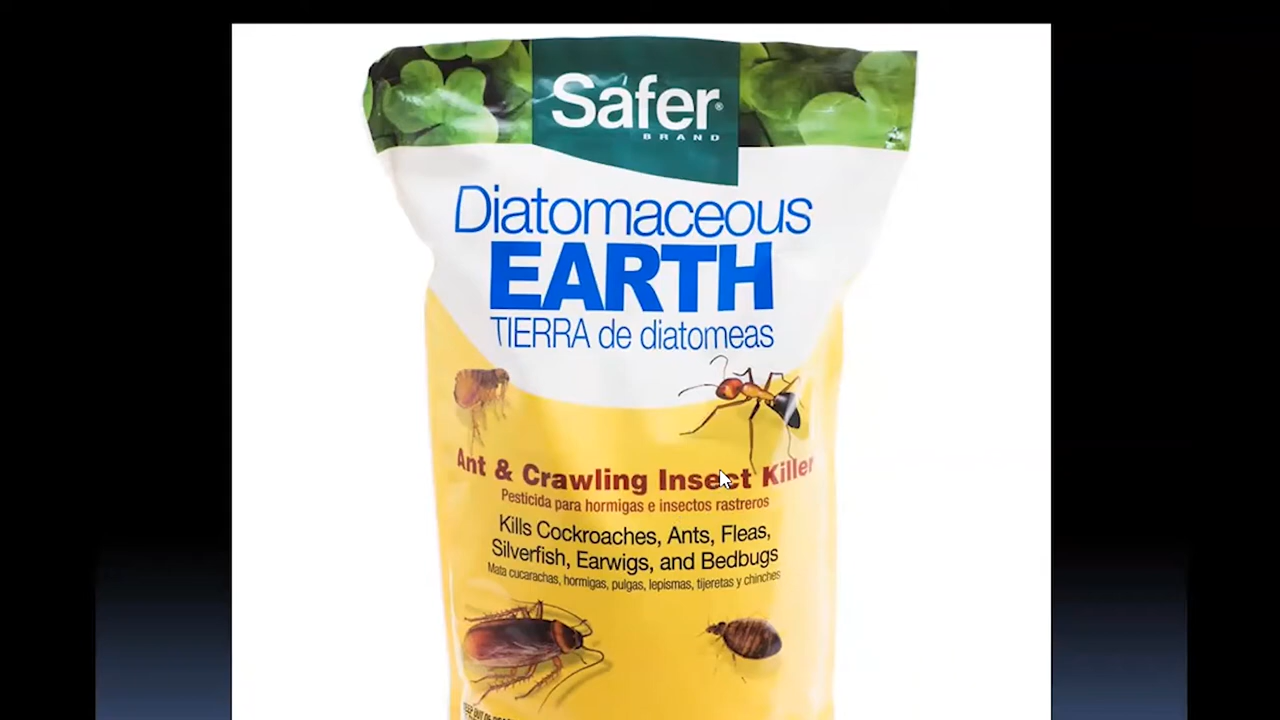 Safer®
BRAND
Diatomaceous
EARTH
TIERRA de diatomeas
Ant & Crawling Insect Killer
Pesticida para hormigas e insectos rastreros
Kills Cockroaches, Ants, Fleas,
Silverfish, Earwigs, and Bedbugs
Mata cucarachas, hormigas, pulgas, lepismas, tijeretas y chinches